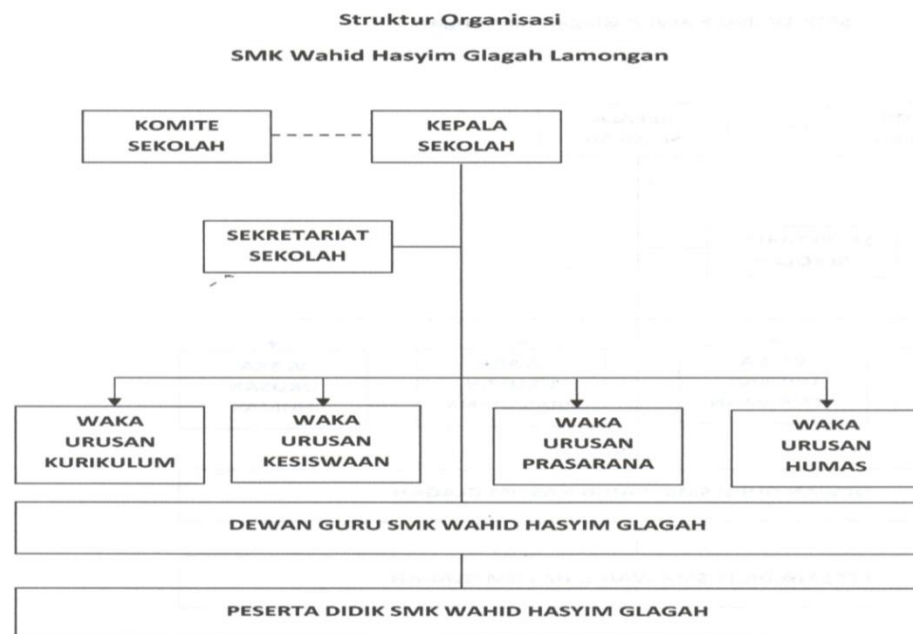 Struktur Organisasi
SMK Wahid Hasyim Glagah Lamongan
KOMITE
SEKOLAH
KEPALA
SEKOLAH
SEKRETARIAT
SEKOLAH
WAKA
URUSAN
KURIKULUM
WAKA
URUSAN
KESISWAAN
WAKA
URUSAN
PRASARANA
WAKA
URUSAN
HUMAS
DEWAN GURU SMK WAHID HASYIM GLAGAH
PESERTA DIDIK SMK WAHID HASYIM GLAGAH